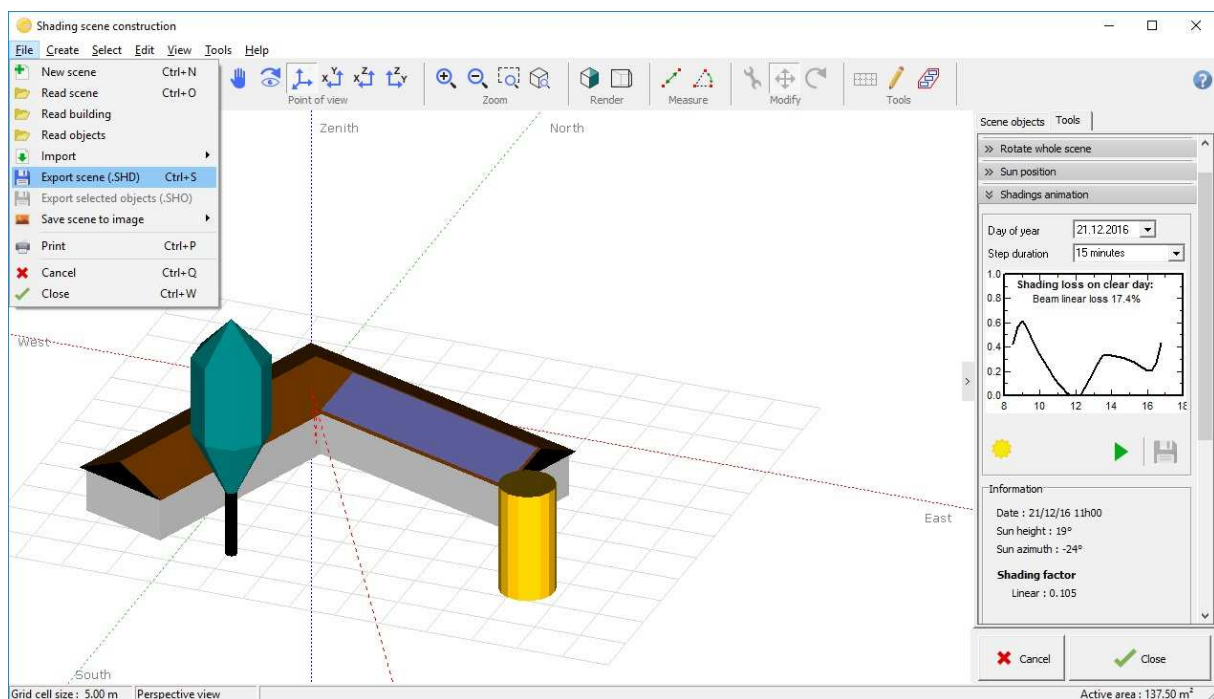 Shading scene construction
File Create Select Edit View Tools Help
New scene Ctrl+N
Read scene Ctrl+O
Read building
Read objects
Import
Export scene (.SHD) Ctrl+S
Export selected objects (.SHO)
Save scene to image
Print Ctrl+P
Cancel Ctrl+Q
Close Ctrl+W
Point of view
Zoom
Render
Measure
Modify
Tools
Zenith
North
West
East
South
Scene objects Tools
Rotate whole scene
Sun position
Shadings animation
Day of year 21.12.2016
Step duration 15 minutes
Shading loss on clear day:
Beam linear loss 17.4%
1.0
0.8
0.6
0.4
0.2
0.0
8 10 12 14 16 18
Information
Date : 21/12/16 11h00
Sun height : 19°
Sun azimuth : -24°
Shading factor
Linear : 0.105
Cancel
Close
Grid cell size : 5.00 m Perspective view Active area : 137.50 m²